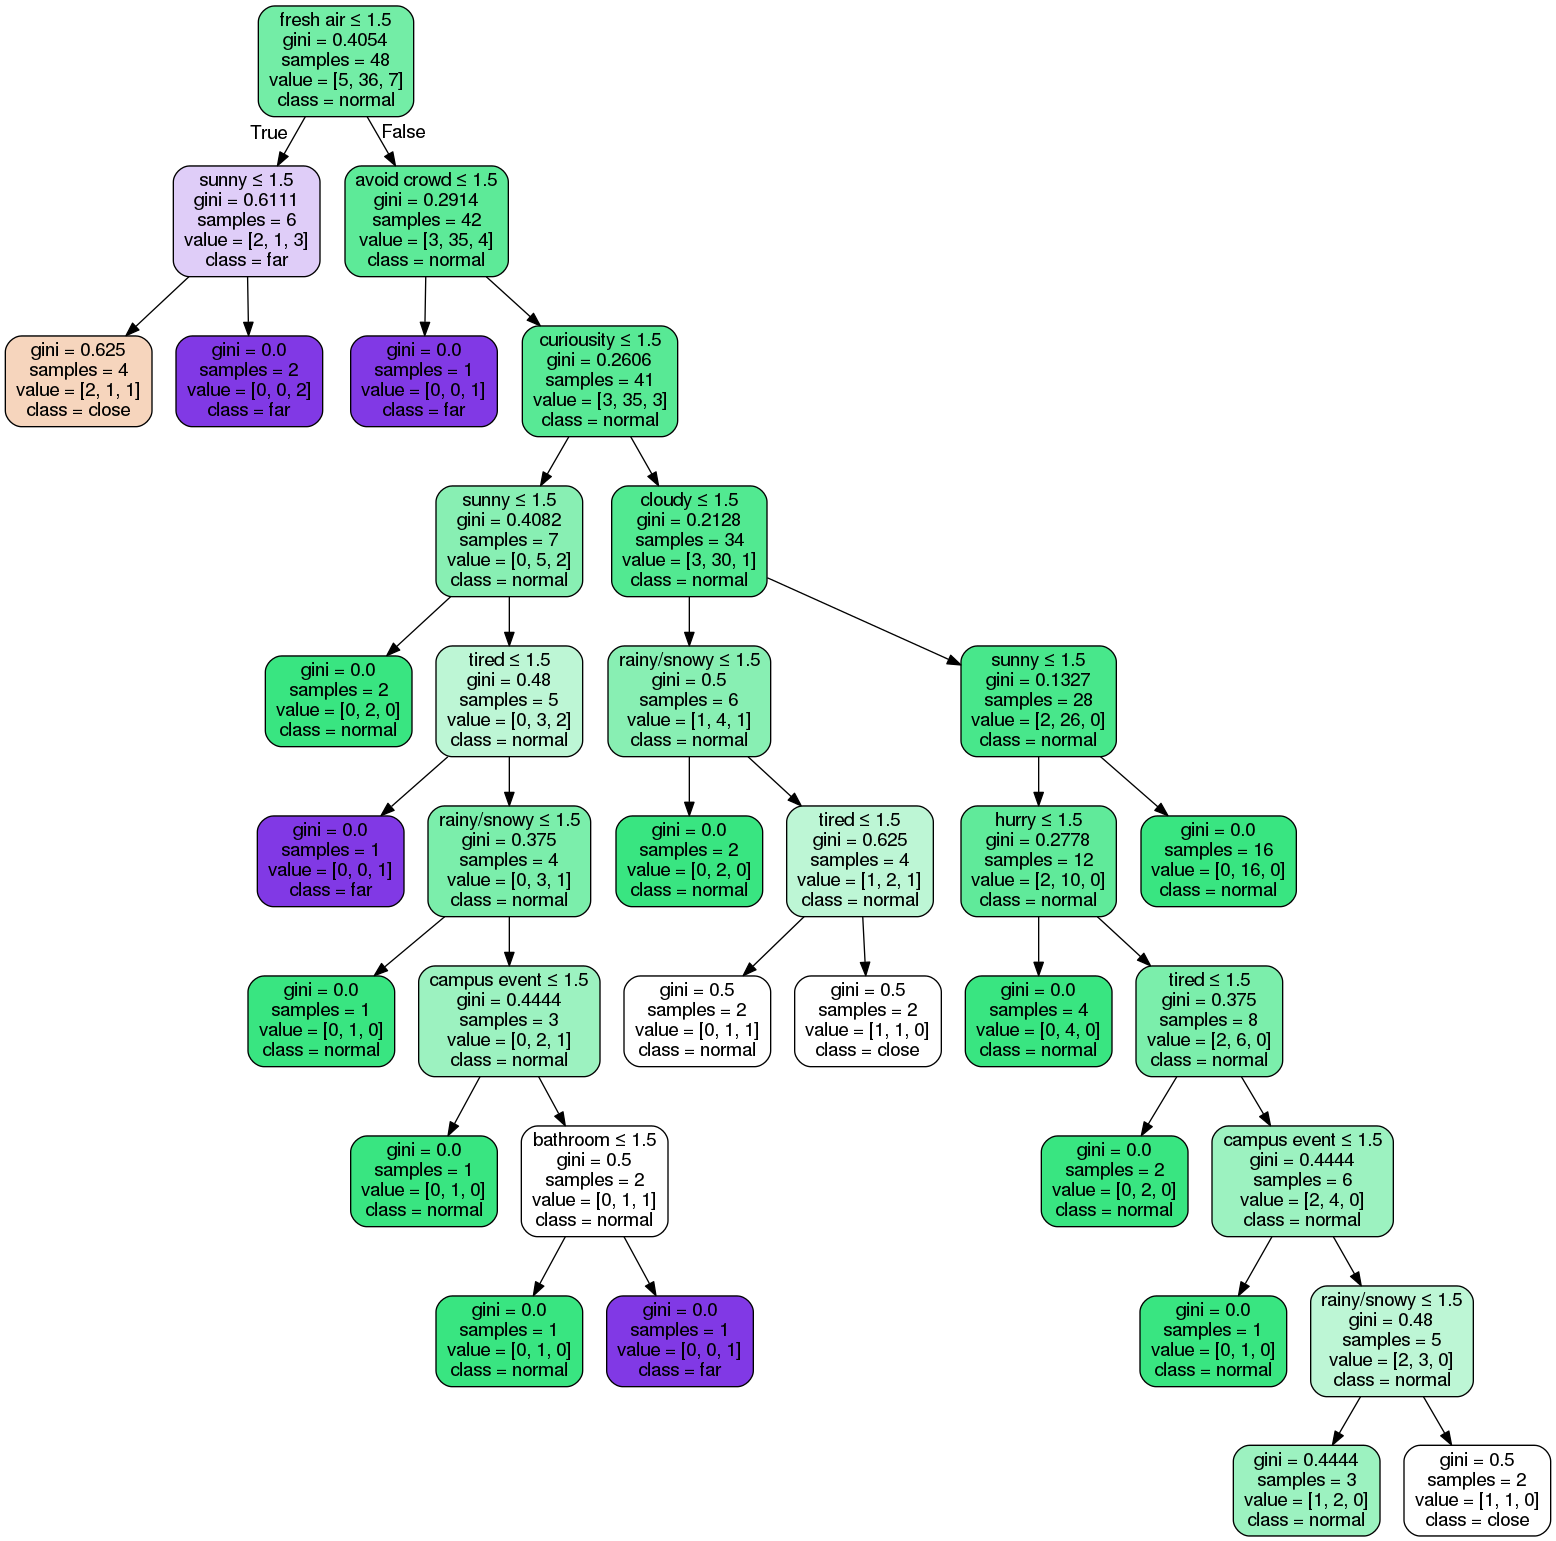 fresh air ≤ 1.5
gini = 0.4054
samples = 48
value = [5, 36, 7]
class = normal
True
False
sunny ≤ 1.5
gini = 0.6111
samples = 6
value = [2, 1, 3]
class = far
avoid crowd ≤ 1.5
gini = 0.2914
samples = 42
value = [3, 35, 4]
class = normal
gini = 0.625
samples = 4
value = [2, 1, 1]
class = close
gini = 0.0
samples = 2
value = [0, 0, 2]
class = far
gini = 0.0
samples = 1
value = [0, 0, 1]
class = far
curiousity ≤ 1.5
gini = 0.2606
samples = 41
value = [3, 35, 3]
class = normal
sunny ≤ 1.5
gini = 0.4082
samples = 7
value = [0, 5, 2]
class = normal
cloudy ≤ 1.5
gini = 0.2128
samples = 34
value = [3, 30, 1]
class = normal
gini = 0.0
samples = 2
value = [0, 2, 0]
class = normal
tired ≤ 1.5
gini = 0.48
samples = 5
value = [0, 3, 2]
class = normal
rainy/snowy ≤ 1.5
gini = 0.5
samples = 6
value = [1, 4, 1]
class = normal
sunny ≤ 1.5
gini = 0.1327
samples = 28
value = [2, 26, 0]
class = normal
gini = 0.0
samples = 1
value = [0, 0, 1]
class = far
rainy/snowy ≤ 1.5
gini = 0.375
samples = 4
value = [0, 3, 1]
class = normal
gini = 0.0
samples = 2
value = [0, 2, 0]
class = normal
tired ≤ 1.5
gini = 0.625
samples = 4
value = [1, 2, 1]
class = normal
hurry ≤ 1.5
gini = 0.2778
samples = 12
value = [2, 10, 0]
class = normal
gini = 0.0
samples = 16
value = [0, 16, 0]
class = normal
gini = 0.0
samples = 1
value = [0, 1, 0]
class = normal
campus event ≤ 1.5
gini = 0.4444
samples = 3
value = [0, 2, 1]
class = normal
gini = 0.5
samples = 2
value = [0, 1, 1]
class = normal
gini = 0.5
samples = 2
value = [1, 1, 0]
class = close
gini = 0.0
samples = 4
value = [0, 4, 0]
class = normal
tired ≤ 1.5
gini = 0.375
samples = 8
value = [2, 6, 0]
class = normal
gini = 0.0
samples = 1
value = [0, 1, 0]
class = normal
bathroom ≤ 1.5
gini = 0.5
samples = 2
value = [0, 1, 1]
class = normal
gini = 0.0
samples = 2
value = [0, 2, 0]
class = normal
campus event ≤ 1.5
gini = 0.4444
samples = 6
value = [2, 4, 0]
class = normal
gini = 0.0
samples = 1
value = [0, 1, 0]
class = normal
gini = 0.0
samples = 1
value = [0, 0, 1]
class = far
gini = 0.0
samples = 1
value = [0, 1, 0]
class = normal
rainy/snowy ≤ 1.5
gini = 0.48
samples = 5
value = [2, 3, 0]
class = normal
gini = 0.4444
samples = 3
value = [1, 2, 0]
class = normal
gini = 0.5
samples = 2
value = [1, 1, 0]
class = close